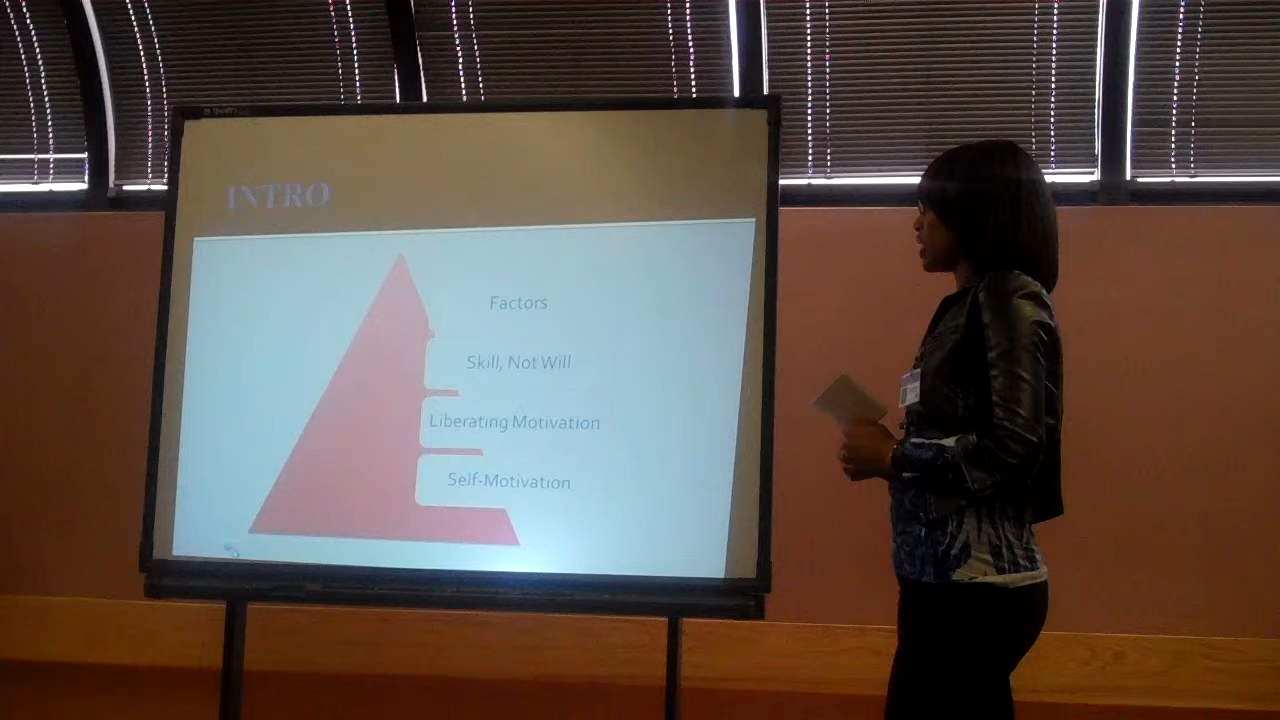 INTRO
Factors
Skill, Not Will
Liberating Motivation
Self-Motivation